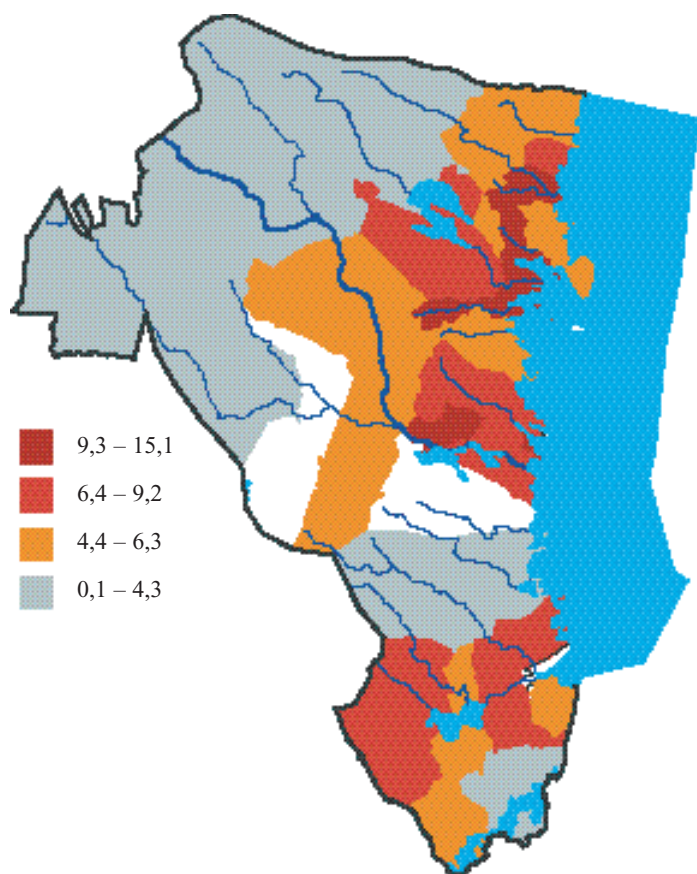 9,3 – 15,1
6,4 – 9,2
4,4 – 6,3
0,1 – 4,3